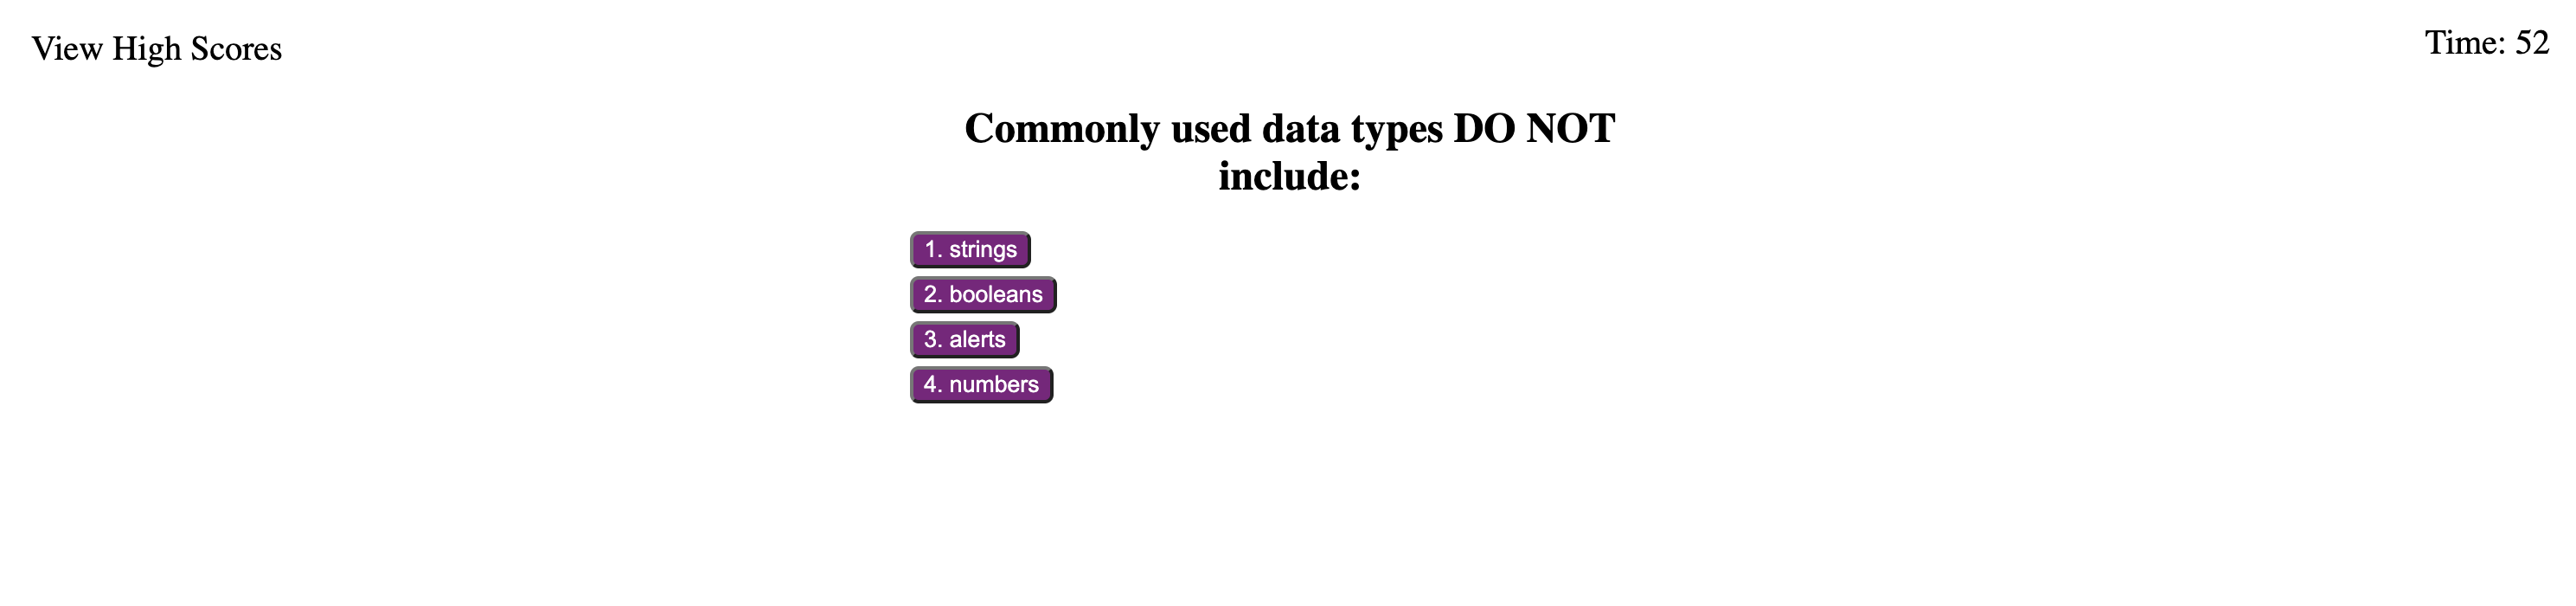 View High Scores
Time: 52
Commonly used data types DO NOT
include:
1. strings
2. booleans
3. alerts
4. numbers